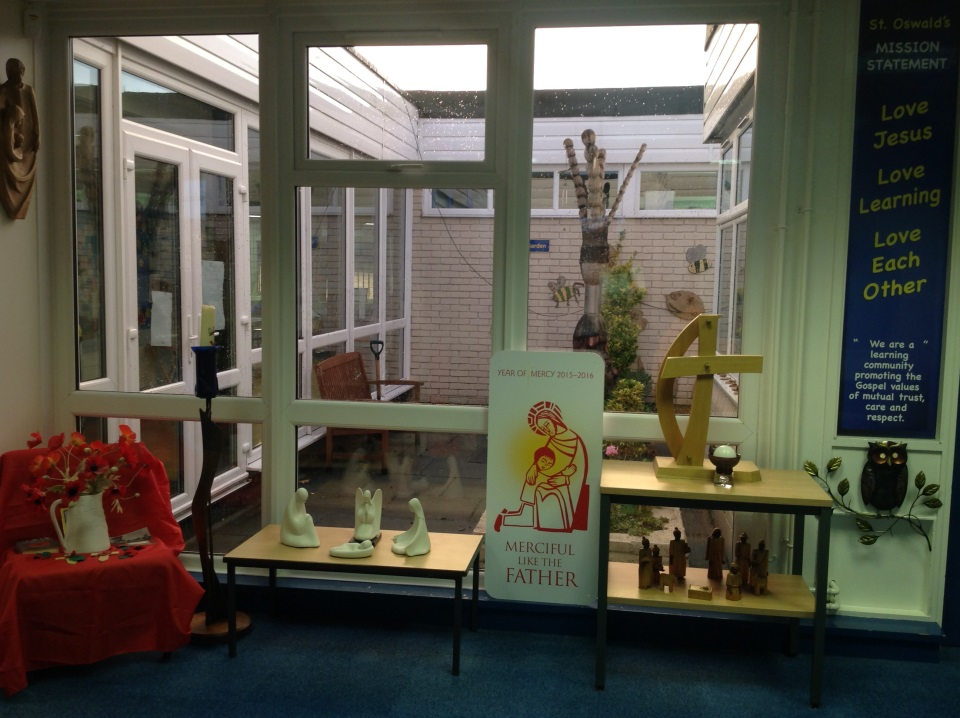 YEAR OF MERCY 2015-2016
MERCIFUL
LIKE THE
FATHER
St. Oswald's
MISSION
STATEMENT
Love
Jesus
Love
Learning
Love
Each
Other
" We are a "
learning
community
promoting the
Gospel values
of mutual trust,
care and
respect.